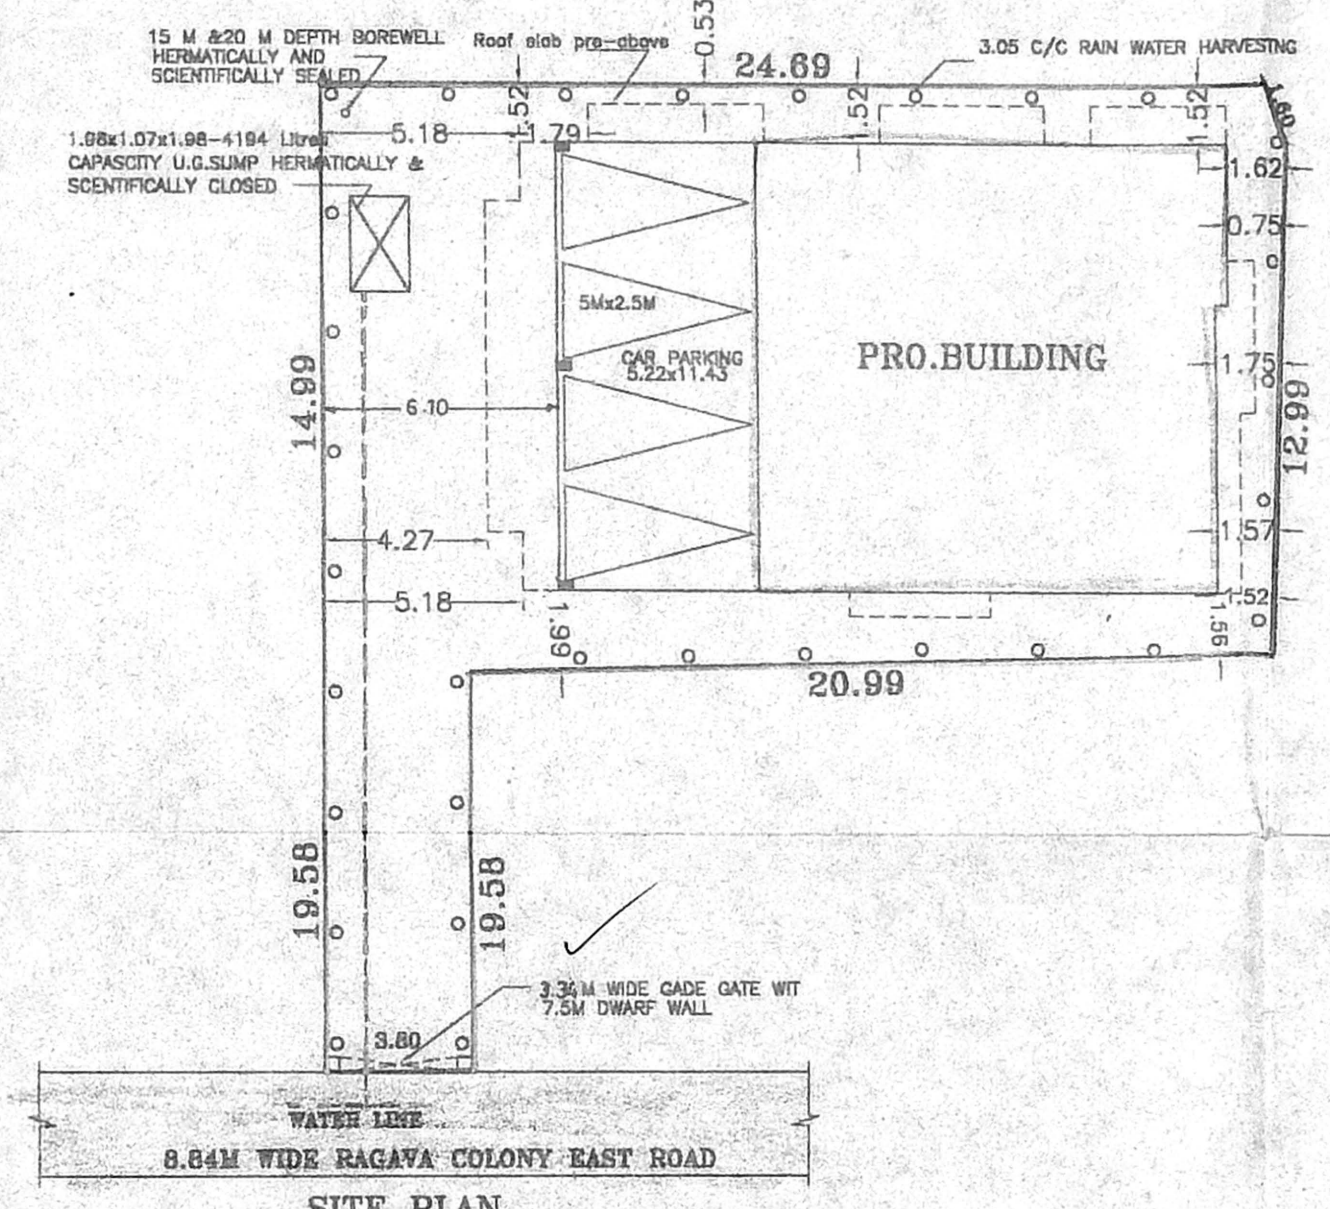 15 M &20 M DEPTH BOREWELL
HERMATICALLY AND
SCIENTIFICALLY SEALED
Roof slab pro-above
0.53
24.69
3.05 C/C RAIN WATER HARVESTNG
1.60
1.98x1.07x1.98-4194 Litres
CAPASCITY U.G.SUMP HERMATICALLY &
SCENTIFICALLY CLOSED
5.18
1.52
1.79
1.52
1.52
1.62
0.75
5Mx2.5M
CAR PARKING
5.22x11.43
PRO.BUILDING
1.75
14.99
6.10
12.99
4.27
1.57
5.18
1.99
1.52
1.56
20.99
19.58
19.58
3.34M WIDE GADE GATE WIT
7.5M DWARF WALL
3.80
WATER LINE
8.84M WIDE RAGAVA COLONY EAST ROAD
SITE PLAN